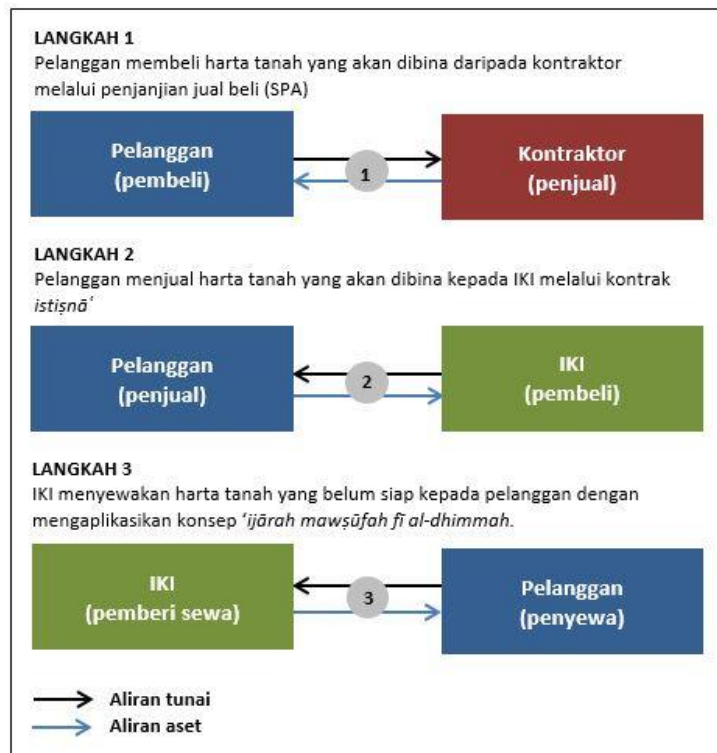 LANGKAH 1
Pelanggan membeli harta tanah yang akan dibina daripada kontraktor
melalui penjanjian jual beli (SPA)
Pelanggan
(pembeli)
1
Kontraktor
(penjual)
LANGKAH 2
Pelanggan menjual harta tanah yang akan dibina kepada IKI melalui kontrak
istiṣnāʿ
Pelanggan
(penjual)
2
IKI
(pembeli)
LANGKAH 3
IKI menyewakan harta tanah yang belum siap kepada pelanggan dengan
mengaplikasikan konsep ‘ijārah mawṣūfah fī al-dhimmah.
IKI
(pemberi sewa)
3
Pelanggan
(penyewa)
Aliran tunai
Aliran aset